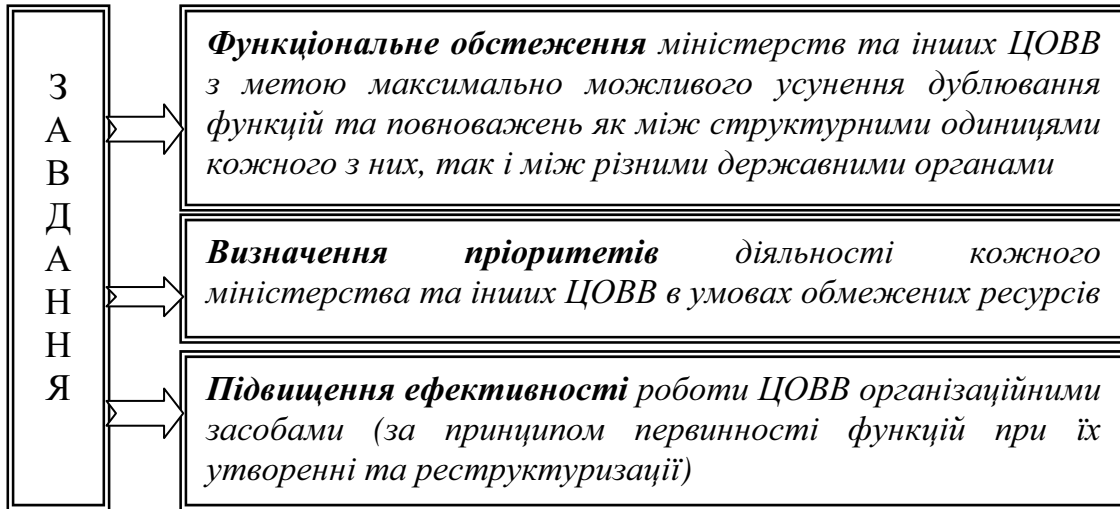 ЗАВДАННЯ
Функціональне обстеження міністерств та інших ЦОВВ
з метою максимально можливого усунення дублювання
функцій та повноважень як між структурними одиницями
кожного з них, так і між різними державними органами
Визначення пріоритетів діяльності кожного
міністерства та інших ЦОВВ в умовах обмежених ресурсів
Підвищення ефективності роботи ЦОВВ організаційними
засобами (за принципом первинності функцій при їх
утворенні та реструктуризації)